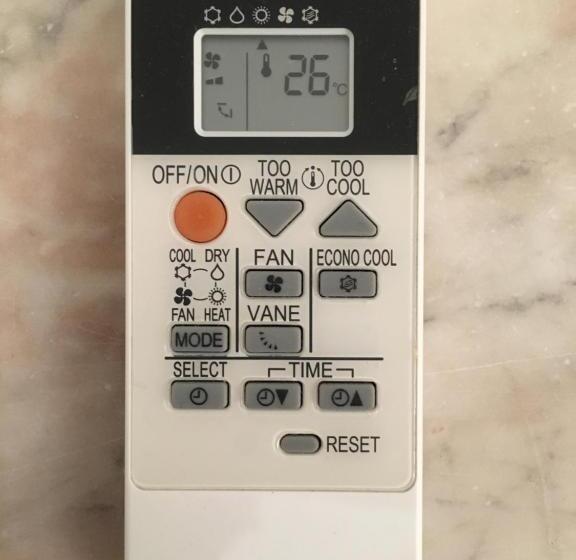 26°C
OFF/ON
TOO WARM
TOO COOL
COOL DRY
FAN HEAT
MODE
FAN
ECONO COOL
VANE
SELECT
TIME
RESET